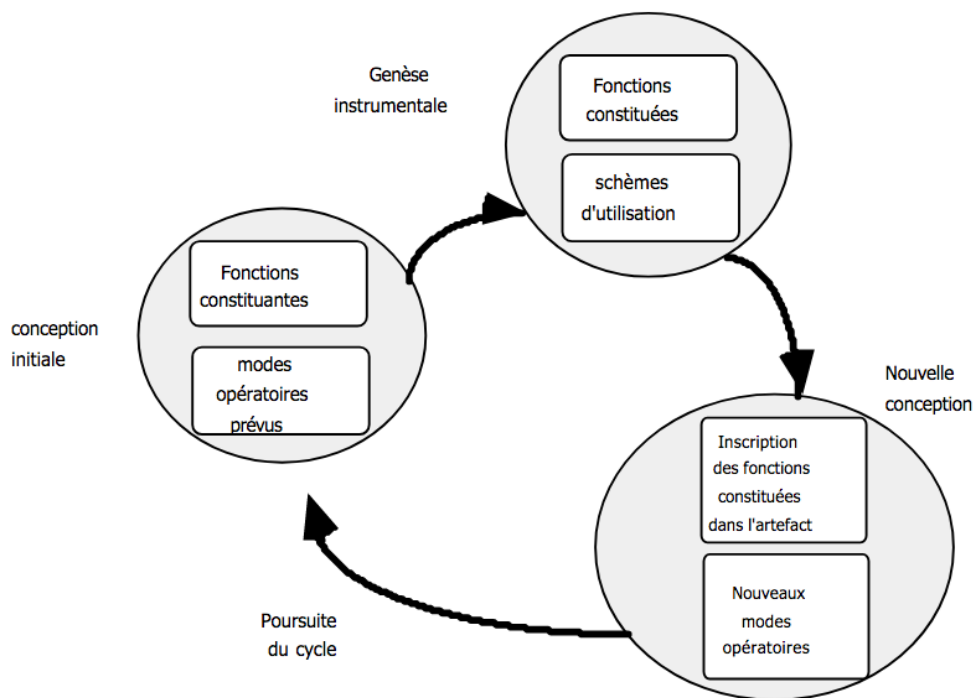 Genèse
instrumentale
Fonctions
constituées
schèmes
d'utilisation
conception
initiale
Fonctions
constituantes
modes
opératoires
prévus
Nouvelle
conception
Inscription
des fonctions
constituées
dans l'artefact
Nouveaux
modes
opératoires
Poursuite
du cycle